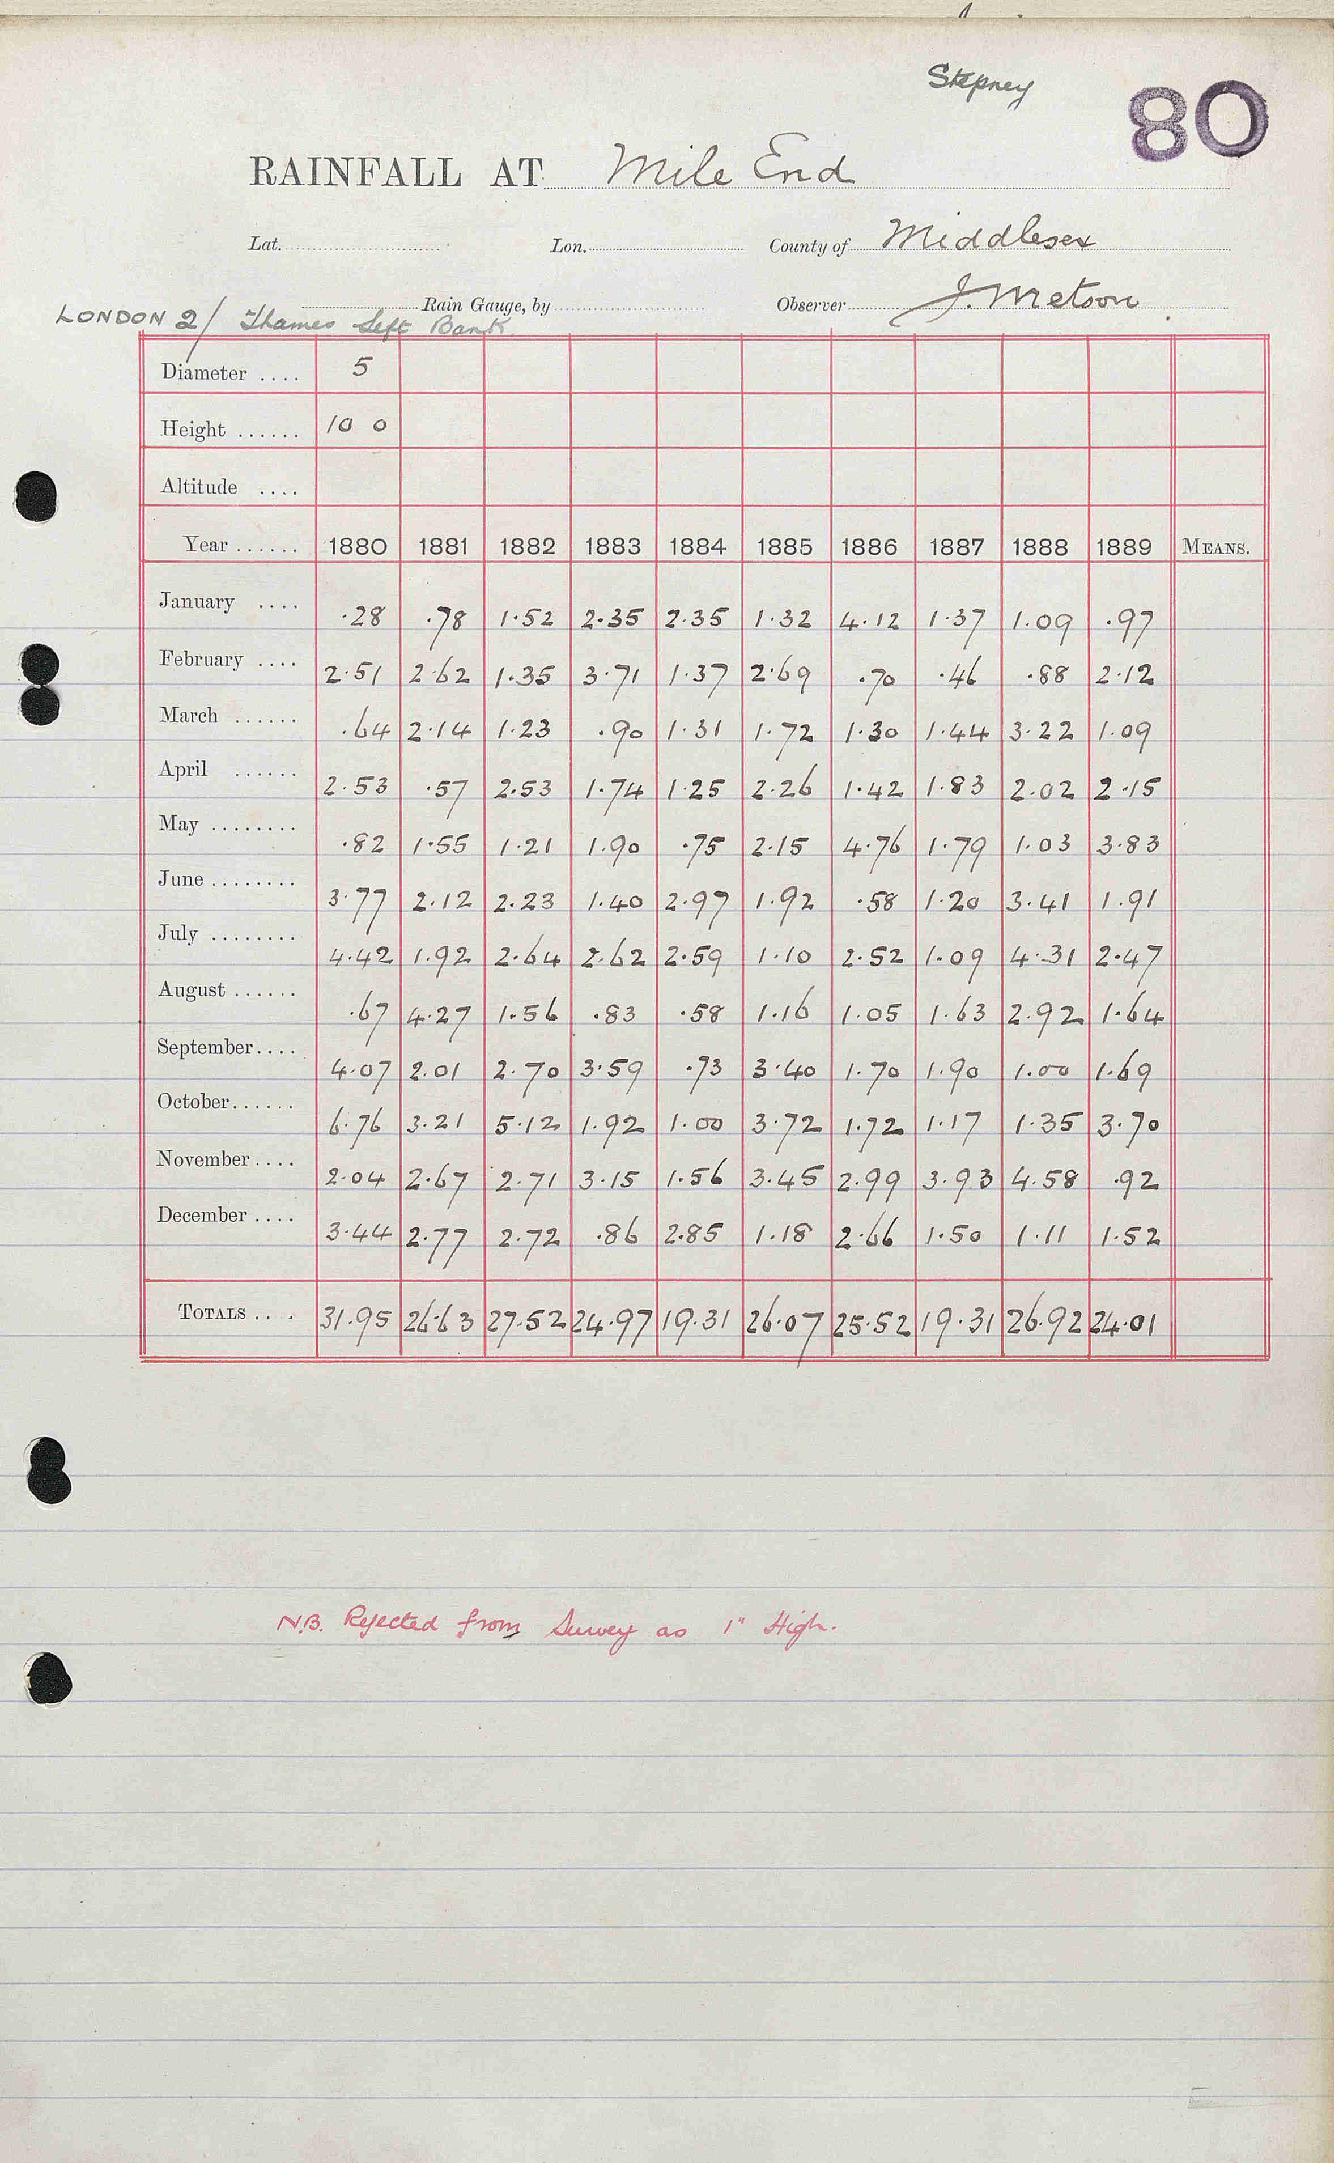 Stepney
80
RAINFALL AT Mile End
Lat. Lon. County of Middlesex
Rain Gauge, by Observer J. Metson
LONDON 2/ Thames Left Bank
Diameter .... 5
Height ...... 10 0
Altitude ....
Year ...... 1880 1881 1882 1883 1884 1885 1886 1887 1888 1889 MEANS.
January .... .28 .78 1.52 2.35 2.35 1.32 4.12 1.37 1.09 .97
February .... 2.51 2.62 1.35 3.71 1.37 2.69 .70 .46 .88 2.12
March ...... .64 2.14 1.23 .90 1.31 1.72 1.30 1.44 3.22 1.09
April ...... 2.53 .57 2.53 1.74 1.25 2.26 1.42 1.83 2.02 2.15
May ........ .82 1.55 1.21 1.90 .75 2.15 4.76 1.79 1.03 3.83
June ........ 3.77 2.12 2.23 1.40 2.97 1.92 .58 1.20 3.41 1.91
July ........ 4.42 1.92 2.64 2.62 2.59 1.10 2.52 1.09 4.31 2.47
August ...... .67 4.27 1.56 .83 .58 1.16 1.05 1.63 2.92 1.64
September .... 4.07 2.01 2.70 3.59 .73 3.40 1.70 1.90 1.00 1.69
October ...... 6.76 3.21 5.12 1.92 1.00 3.72 1.72 1.17 1.35 3.70
November .... 2.04 2.67 2.71 3.15 1.56 3.45 2.99 3.93 4.58 .92
December .... 3.44 2.77 2.72 .86 2.85 1.18 2.66 1.50 1.11 1.52
TOTALS .... 31.95 26.63 27.52 24.97 19.31 26.07 25.52 19.31 26.92 24.01
N.B. Rejected from Survey as 1" High.